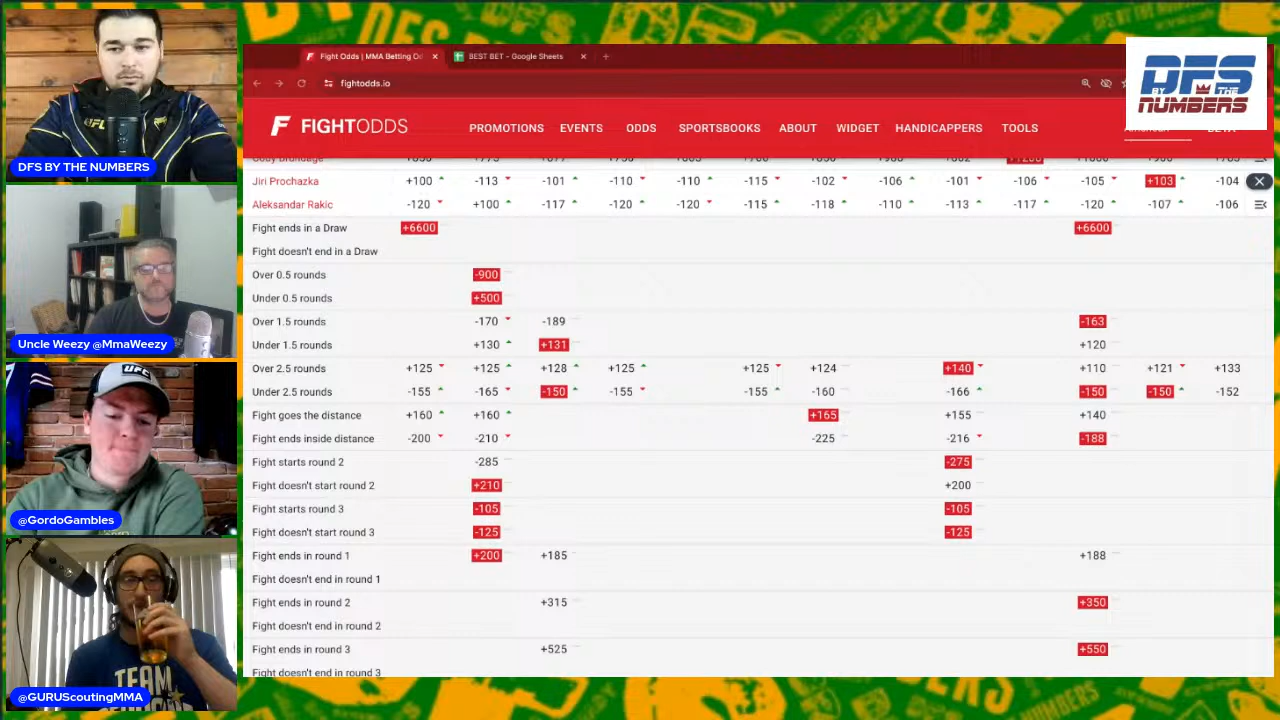 Fight Odds | MMA Betting Od
BEST BET - Google Sheets
fightodds.io
DFS
BY THE
NUMBERS
FIGHTODDS
PROMOTIONS EVENTS ODDS SPORTSBOOKS ABOUT WIDGET HANDICAPPERS TOOLS
Cody Brundage
Jiri Prochazka +100 -113 -101 -110 -110 -115 -102 -106 -101 -106 -105 +103 -104
Aleksandar Rakic -120 +100 -117 -120 -120 -115 -118 -110 -113 -117 -120 -107 -106
Fight ends in a Draw +6600 +6600
Fight doesn't end in a Draw
Over 0.5 rounds -900
Under 0.5 rounds +500
Over 1.5 rounds -170 -189 -163
Under 1.5 rounds +130 +131 +120
Over 2.5 rounds +125 +125 +128 +125 +125 +124 +140 +110 +121 +133
Under 2.5 rounds -155 -165 -150 -155 -155 -160 -166 -150 -150 -152
Fight goes the distance +160 +160 +165 +155 +140
Fight ends inside distance -200 -210 -225 -216 -188
Fight starts round 2 -285 -275
Fight doesn't start round 2 +210 +200
Fight starts round 3 -105 -105
Fight doesn't start round 3 -125 -125
Fight ends in round 1 +200 +185 +188
Fight doesn't end in round 1
Fight ends in round 2 +315 +350
Fight doesn't end in round 2
Fight ends in round 3 +525 +550
Fight doesn't end in round 3
UFC
DFS BY THE NUMBERS
Uncle Weezy @MmaWeezy
UFC
@GordoGambles
TEAM
@GURUScoutingMMA